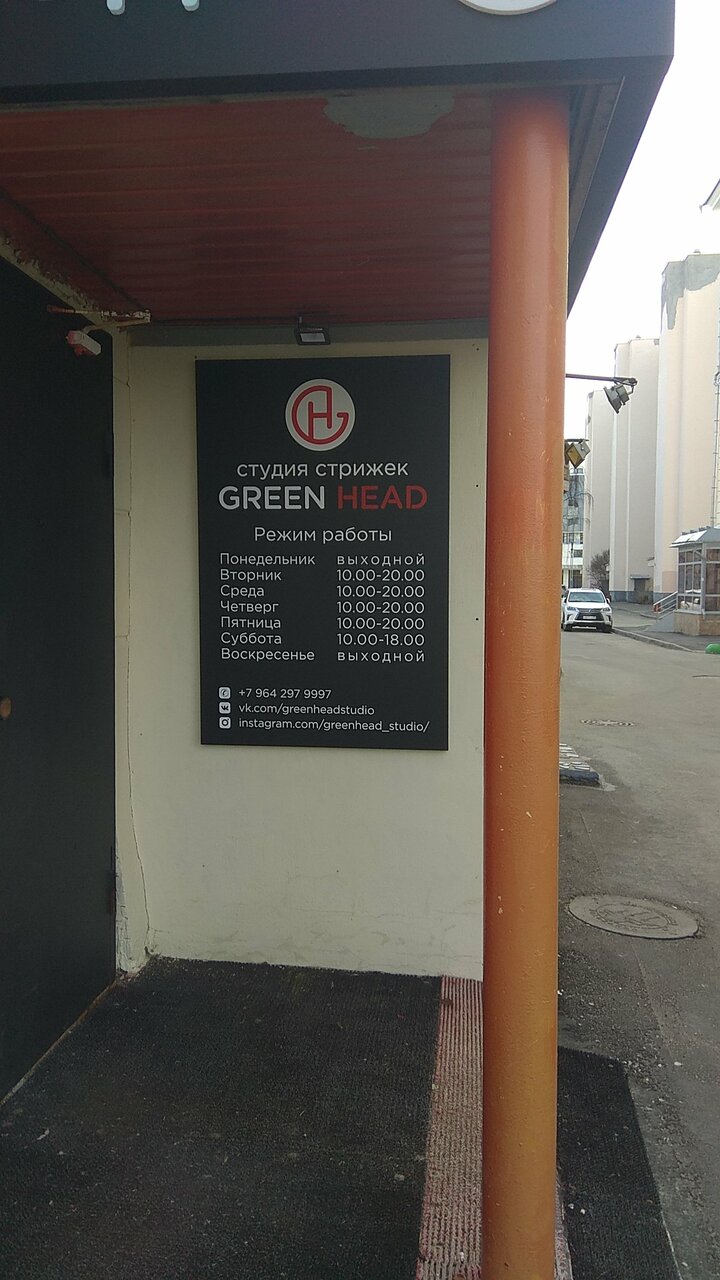 студия стрижек
GREEN HEAD
Режим работы
Понедельник выходной
Вторник 10.00-20.00
Среда 10.00-20.00
Четверг 10.00-20.00
Пятница 10.00-20.00
Суббота 10.00-18.00
Воскресенье выходной
+7 964 297 9997
vk.com/greenheadstudio
instagram.com/greenhead_studio/